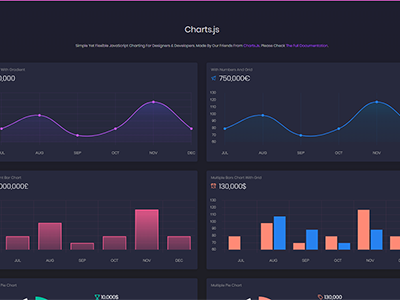 Charts.js
Simple Yet Flexible JavaScript Charting For Designers & Developers. Made By Our Friends From Charts.js. Please Check The Full Documentation.
With Gradient
With Numbers And Grid
0,000
750,000€
130
120
110
100
90
80
70
60
JUL AUG SEP OCT NOV DEC
JUL AUG SEP OCT NOV
Bar Chart
Multiple Bars Chart With Grid
000,000£
130,000$
130
120
110
100
90
80
70
60
JUL AUG SEP OCT NOV DEC
JUL AUG SEP OCT NOV
Pie Chart
Multiple Pie Chart
10,000$
130,000